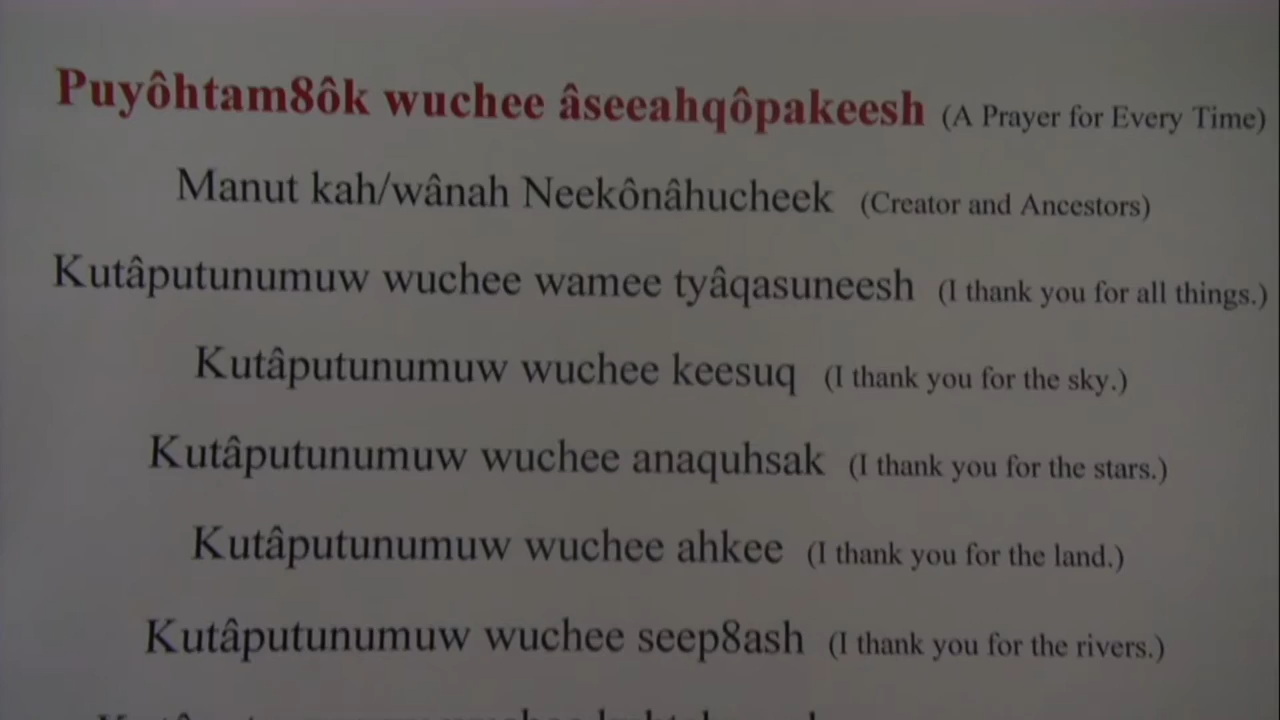 Puyôhtam8ôk wuchee âseeahqôpakeesh (A Prayer for Every Time)
Manut kah/wânah Neekônâhucheek (Creator and Ancestors)
Kutâputunumuw wuchee wamee tyâqasuneesh (I thank you for all things.)
Kutâputunumuw wuchee keesuq (I thank you for the sky.)
Kutâputunumuw wuchee anaquhsak (I thank you for the stars.)
Kutâputunumuw wuchee ahkee (I thank you for the land.)
Kutâputunumuw wuchee seep8ash (I thank you for the rivers.)